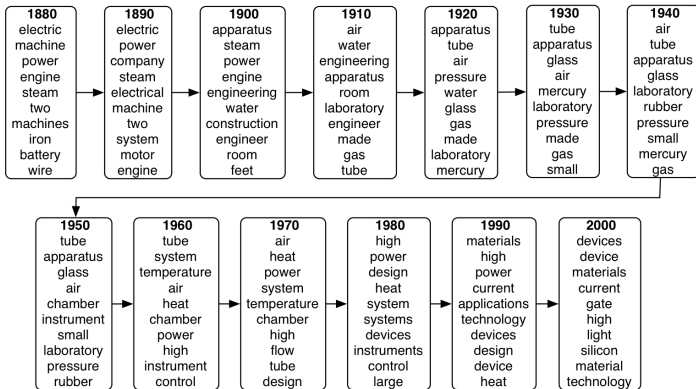 1880
electric
machine
power
engine
steam
two
machines
iron
battery
wire
1890
electric
power
company
steam
electrical
machine
two
system
motor
engine
1900
apparatus
steam
power
engine
engineering
water
construction
engineer
room
feet
1910
air
water
engineering
apparatus
room
laboratory
engineer
made
gas
tube
1920
apparatus
tube
air
pressure
water
glass
gas
made
laboratory
mercury
1930
tube
apparatus
glass
air
mercury
laboratory
pressure
made
gas
small
1940
air
tube
apparatus
glass
laboratory
rubber
pressure
small
mercury
gas
1950
tube
apparatus
glass
air
chamber
instrument
small
laboratory
pressure
rubber
1960
tube
system
temperature
air
heat
chamber
power
high
instrument
control
1970
air
heat
power
system
temperature
chamber
high
flow
tube
design
1980
high
power
design
heat
system
systems
devices
instruments
control
large
1990
materials
high
power
current
applications
technology
devices
design
device
heat
2000
devices
device
materials
current
gate
high
light
silicon
material
technology